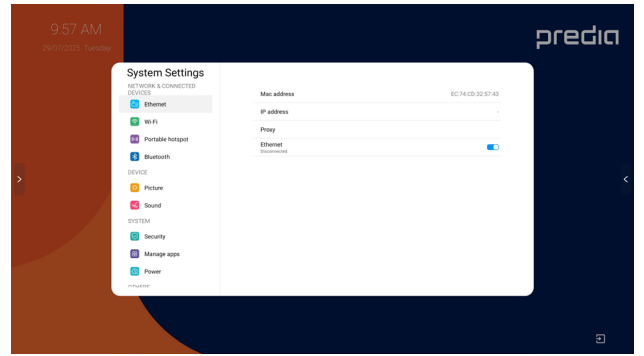 9:57 AM
29/07/2025 Tuesday
predia
System Settings
NETWORK & CONNECTED
DEVICES
Ethernet
Wi-Fi
Portable hotspot
Bluetooth
DEVICE
Picture
Sound
SYSTEM
Security
Manage apps
Power
OTHERS
Mac address EC:74:CD:32:57:43
IP address -
Proxy
Ethernet
Disconnected